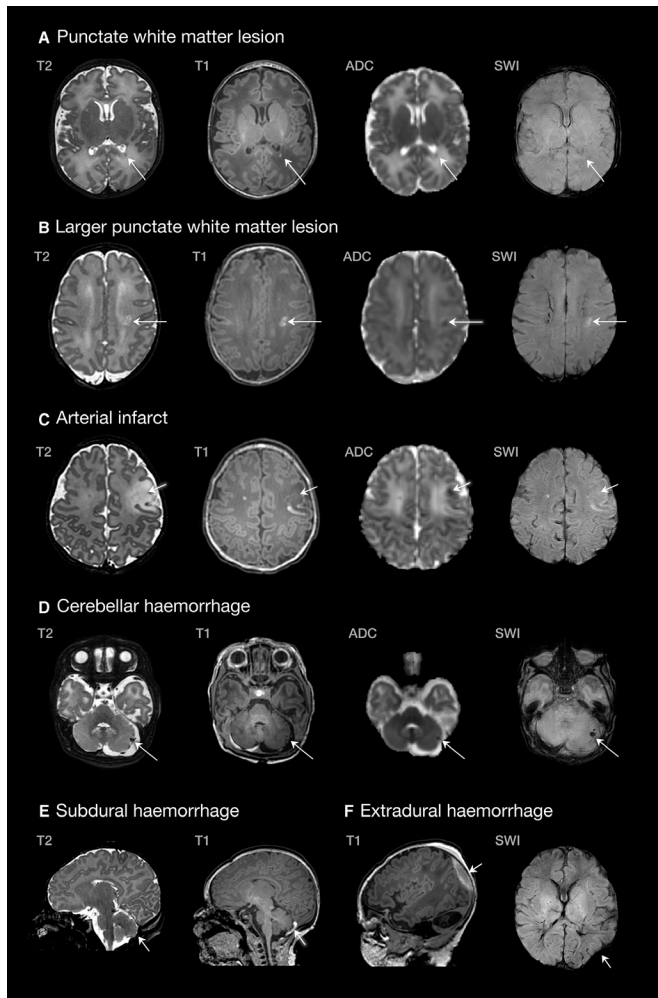 A Punctate white matter lesion
T2 T1 ADC SWI
B Larger punctate white matter lesion
T2 T1 ADC SWI
C Arterial infarct
T2 T1 ADC SWI
D Cerebellar haemorrhage
T2 T1 ADC SWI
E Subdural haemorrhage F Extradural haemorrhage
T2 T1 T1 SWI